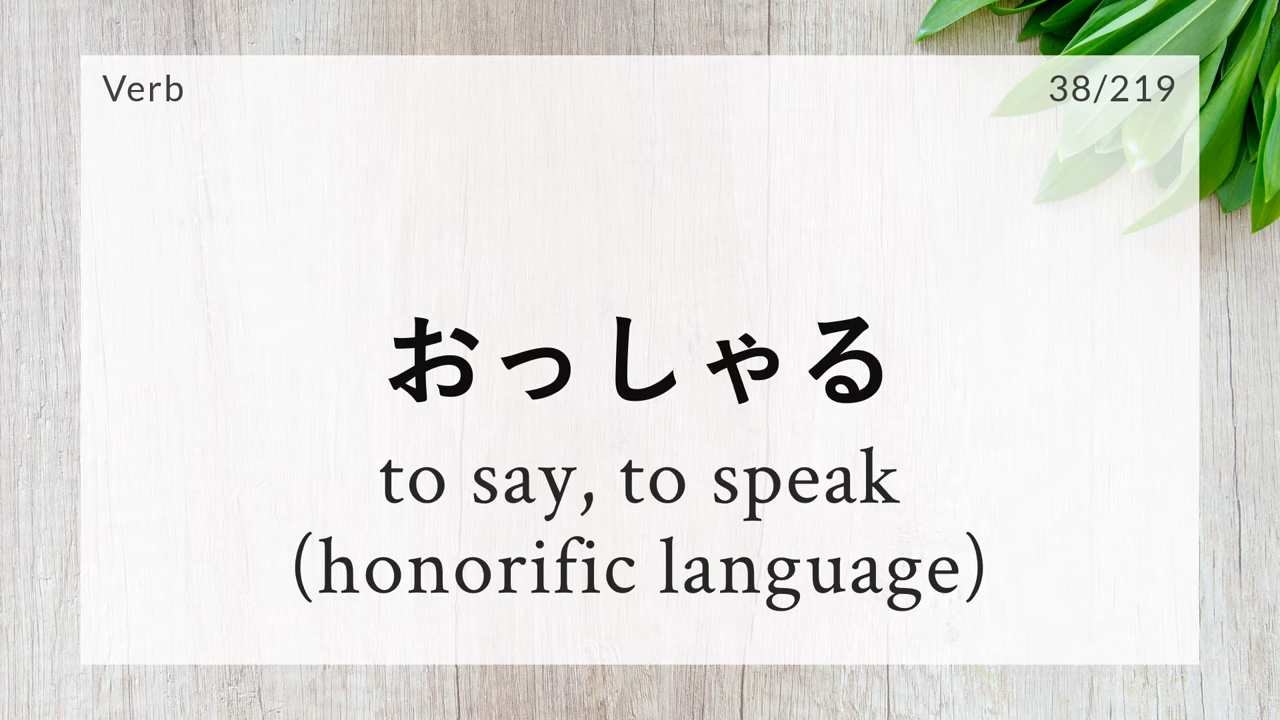 Verb
38/219
おっしゃる
to say, to speak
(honorific language)